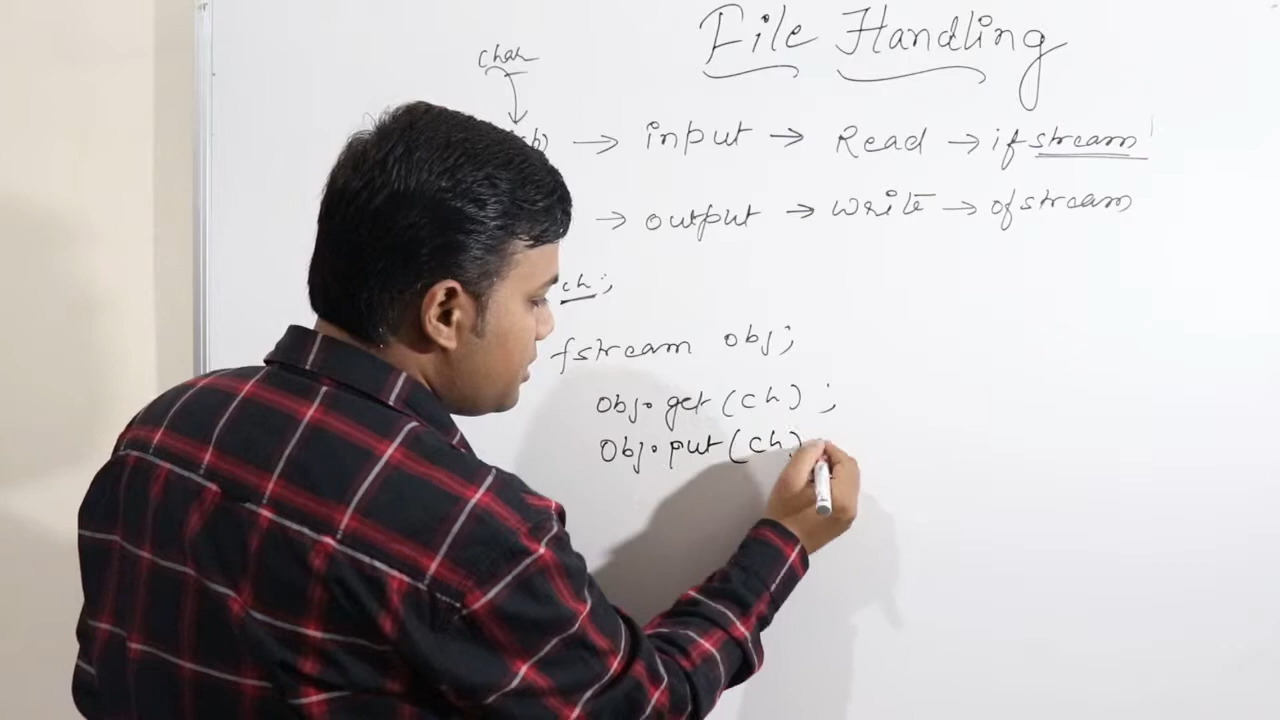 File Handling
char
→ input → Read → ifstream
→ output → write → ofstream
ch;
fstream obj;
obj.get(ch);
obj.put(ch)